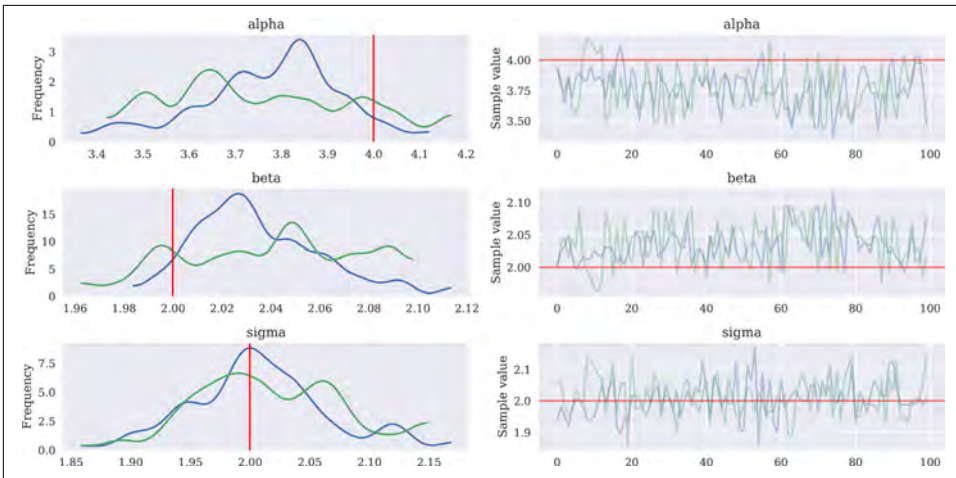 alpha
Frequency
3
2
1
0
3.4 3.5 3.6 3.7 3.8 3.9 4.0 4.1 4.2
alpha
Sample value
4.00
3.75
3.50
0 20 40 60 80 100
beta
Frequency
15
10
5
0
1.96 1.98 2.00 2.02 2.04 2.06 2.08 2.10 2.12
beta
Sample value
2.10
2.05
2.00
0 20 40 60 80 100
sigma
Frequency
7.5
5.0
2.5
0.0
1.85 1.90 1.95 2.00 2.05 2.10 2.15
sigma
Sample value
2.1
2.0
1.9
0 20 40 60 80 100